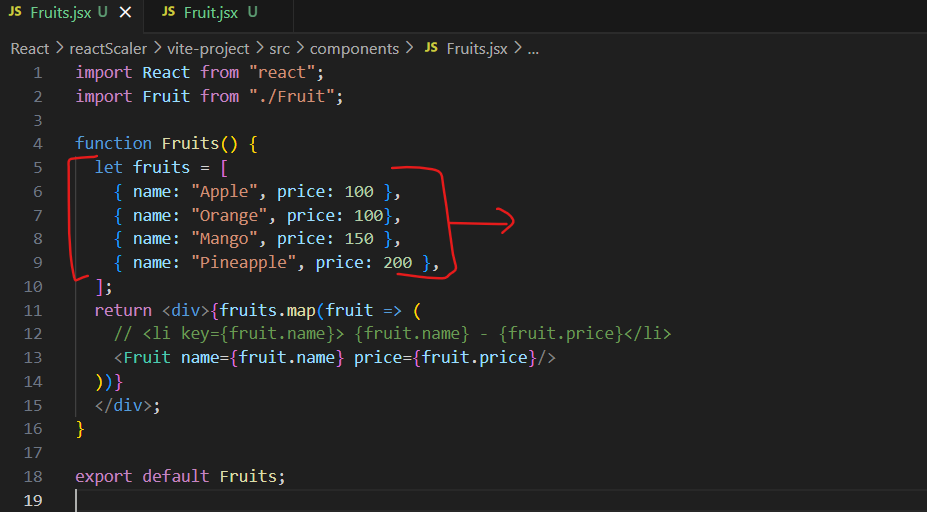 JS Fruits.jsx U × JS Fruit.jsx U
React > reactScaler > vite-project > src > components > JS Fruits.jsx > ...
1 import React from "react";
2 import Fruit from "./Fruit";
3
4 function Fruits() {
5   let fruits = [
6     { name: "Apple", price: 100 },
7     { name: "Orange", price: 100},
8     { name: "Mango", price: 150 },
9     { name: "Pineapple", price: 200 },
10   ];
11   return <div>{fruits.map(fruit => (
12     // <li key={fruit.name}> {fruit.name} - {fruit.price}</li>
13     <Fruit name={fruit.name} price={fruit.price}/>
14   ))}
15   </div>;
16 }
17
18 export default Fruits;
19